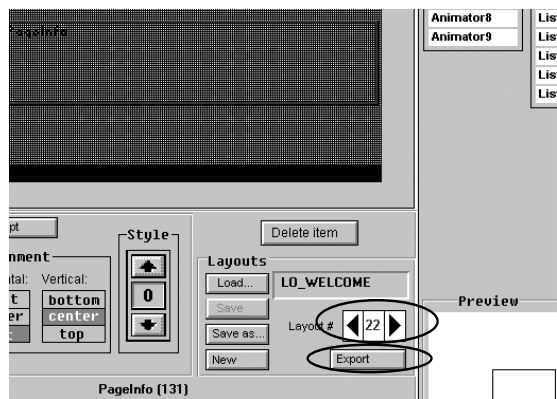 Animator8
Lis
Animator9
Lis
Lis
Lis
Lis
PageInfo
pt
Delete item
Style
0
nment
tal:
Vertical:
t
bottom
er
center
top
Layouts
Load...
LO_WELCOME
Save
Layout #
22
Save as...
New
Export
Preview
PageInfo (131)